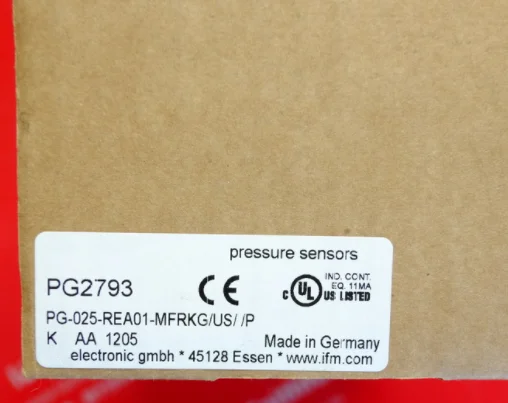 pressure sensors
PG2793 CE c UL US LISTED
IND. CONT.
EQ. 11MA
PG-025-REA01-MFRKG/US/ /P
K AA 1205 Made in Germany
electronic gmbh * 45128 Essen * www.ifm.com